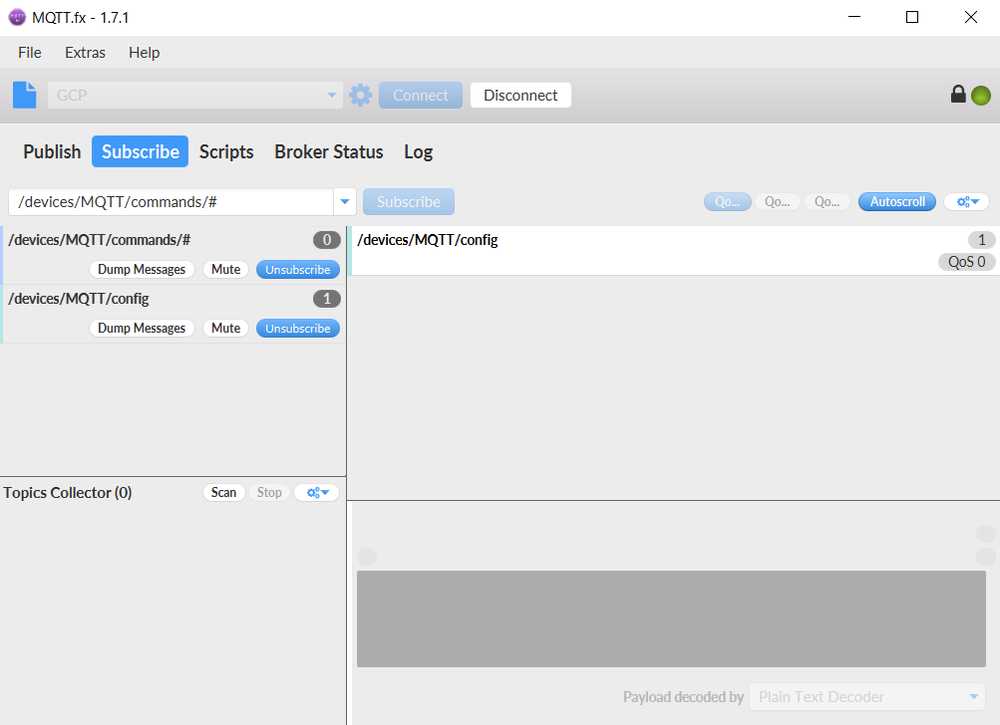 MQTT.fx - 1.7.1
File Extras Help
GCP Connect Disconnect
Publish Subscribe Scripts Broker Status Log
/devices/MQTT/commands/# Subscribe Qo... Qo... Qo... Autoscroll
/devices/MQTT/commands/# 0
Dump Messages Mute Unsubscribe
/devices/MQTT/config 1
Dump Messages Mute Unsubscribe
/devices/MQTT/config 1
QoS 0
Topics Collector (0) Scan Stop
Payload decoded by Plain Text Decoder